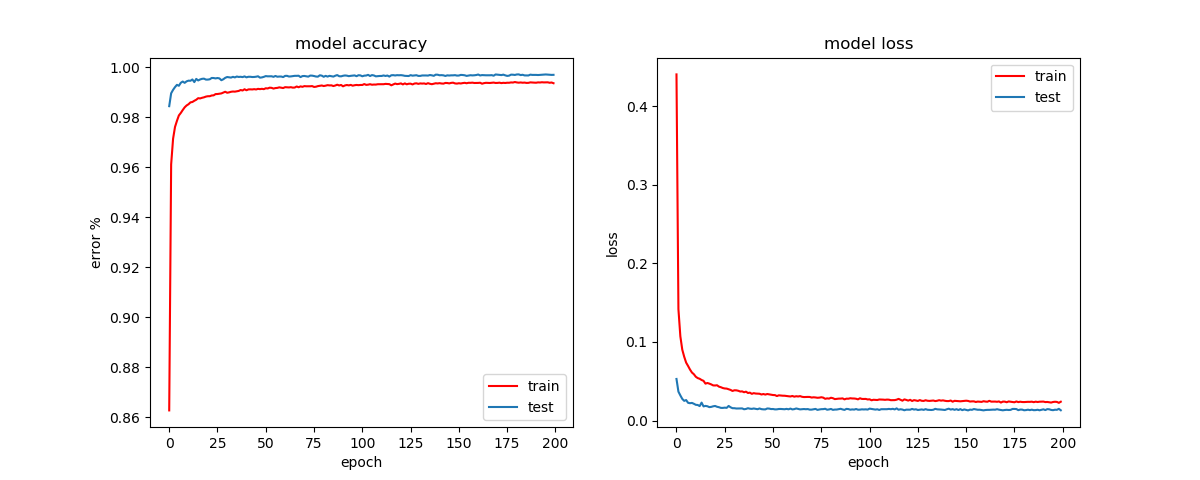 model accuracy
1.00
0.98
0.96
0.94
0.92
0.90
0.88
0.86
error %
0 25 50 75 100 125 150 175 200
epoch
train
test
model loss
0.4
0.3
0.2
0.1
0.0
loss
0 25 50 75 100 125 150 175 200
epoch
train
test